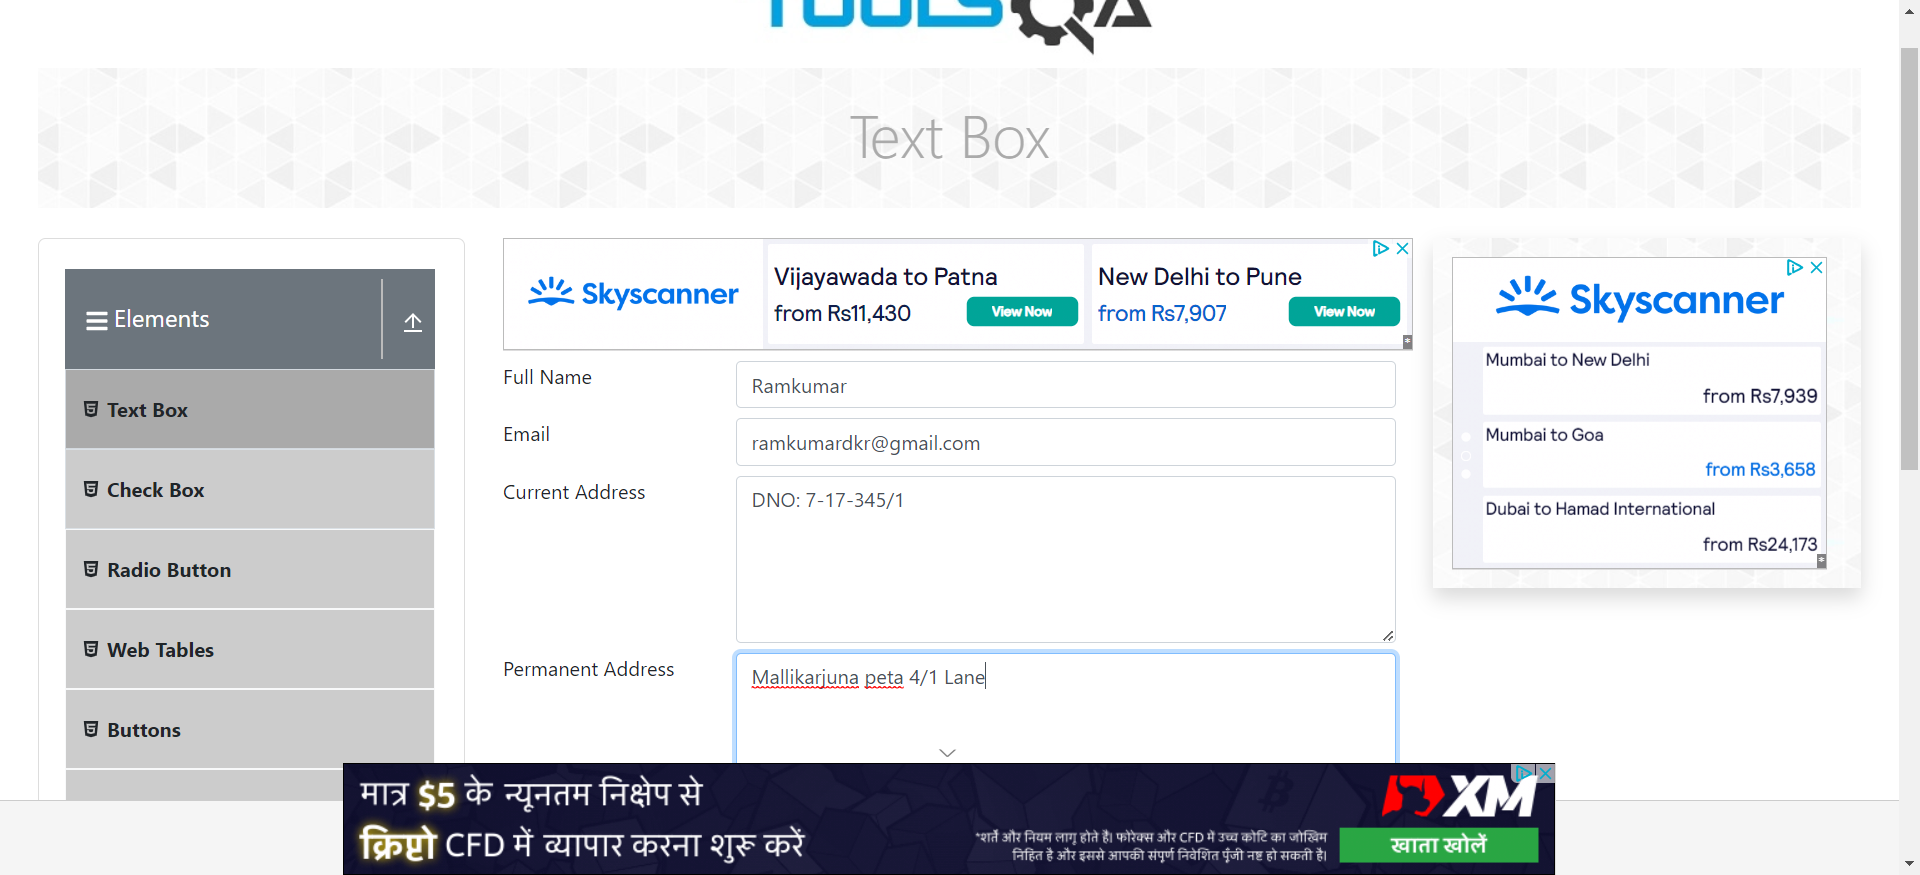 TOOLSQA
Text Box
Elements
Text Box
Check Box
Radio Button
Web Tables
Buttons
Skyscanner
Vijayawada to Patna
from Rs11,430
View Now
New Delhi to Pune
from Rs7,907
View Now
Full Name
Ramkumar
Email
ramkumardkr@gmail.com
Current Address
DNO: 7-17-345/1
Permanent Address
Mallikarjuna peta 4/1 Lane
Skyscanner
Mumbai to New Delhi
from Rs7,939
Mumbai to Goa
from Rs3,658
Dubai to Hamad International
from Rs24,173
मात्र $5 के न्यूनतम निक्षेप से
क्रिप्टो CFD में व्यापार करना शुरू करें
*शर्तें और नियम लागू होते हैं। फोरेक्स और CFD में उच्च कोटि का जोखिम
निहित है और इससे आपकी संपूर्ण निवेशित पूँजी नष्ट हो सकती है।
XM
खाता खोलें